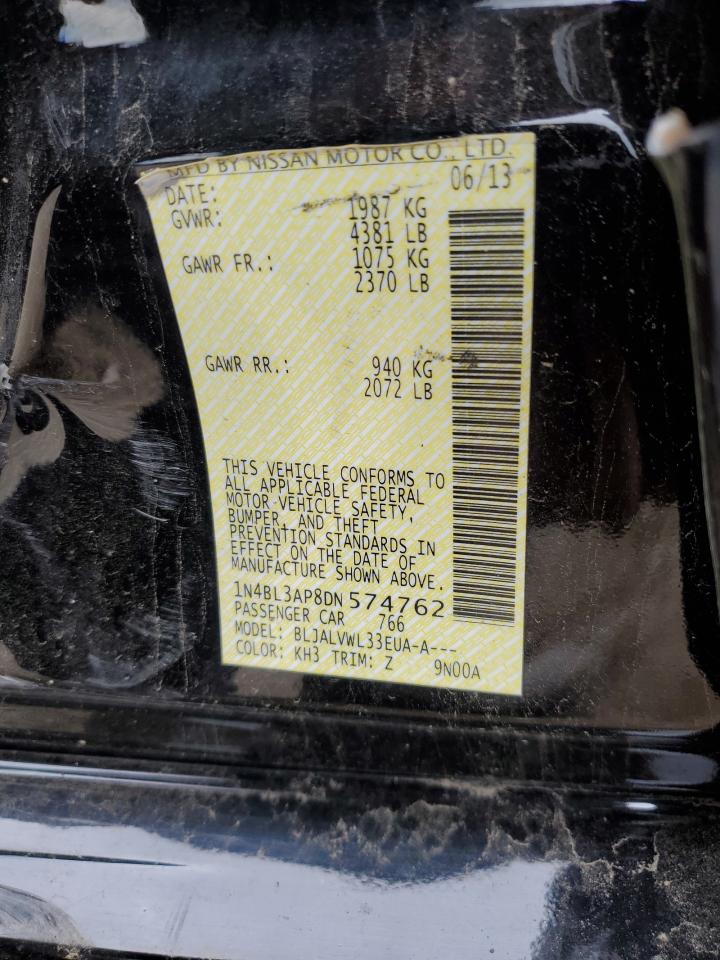 MFD BY NISSAN MOTOR CO., LTD.
DATE: 06/13
GVWR: 1987 KG
4381 LB
GAWR FR.: 1075 KG
2370 LB
GAWR RR.: 940 KG
2072 LB
THIS VEHICLE CONFORMS TO
ALL APPLICABLE FEDERAL
MOTOR VEHICLE SAFETY,
BUMPER, AND THEFT
PREVENTION STANDARDS IN
EFFECT ON THE DATE OF
MANUFACTURE SHOWN ABOVE.
1N4BL3AP8DN574762
PASSENGER CAR 766
MODEL: BLJALVWL33EUA-A---
COLOR: KH3 TRIM: Z 9N00A